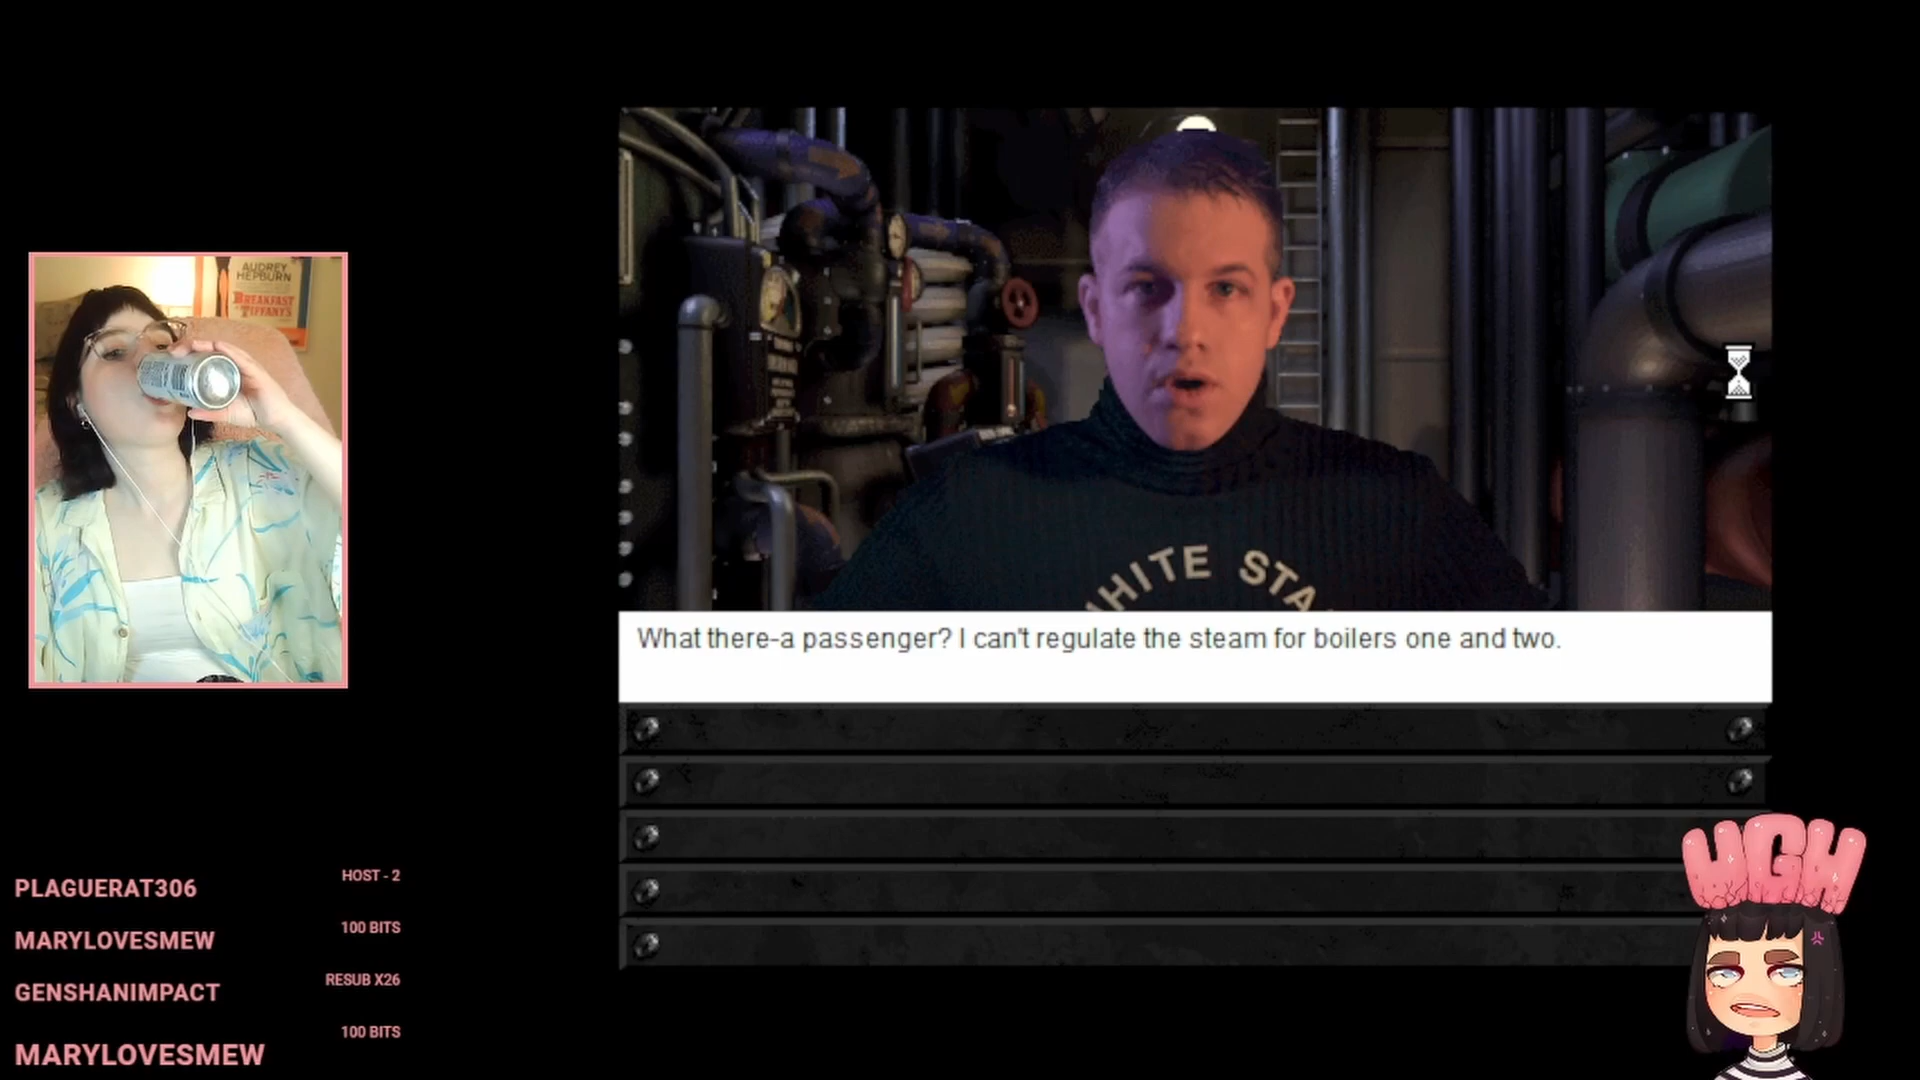 AUDREY
HEPBURN
BREAKFAST
TIFFANY'S
HITE STA
What there-a passenger? I can't regulate the steam for boilers one and two.
UGH
PLAGUERAT306
HOST - 2
MARYLOVESMEW
100 BITS
GENSHANIMPACT
RESUB X26
MARYLOVESMEW
100 BITS